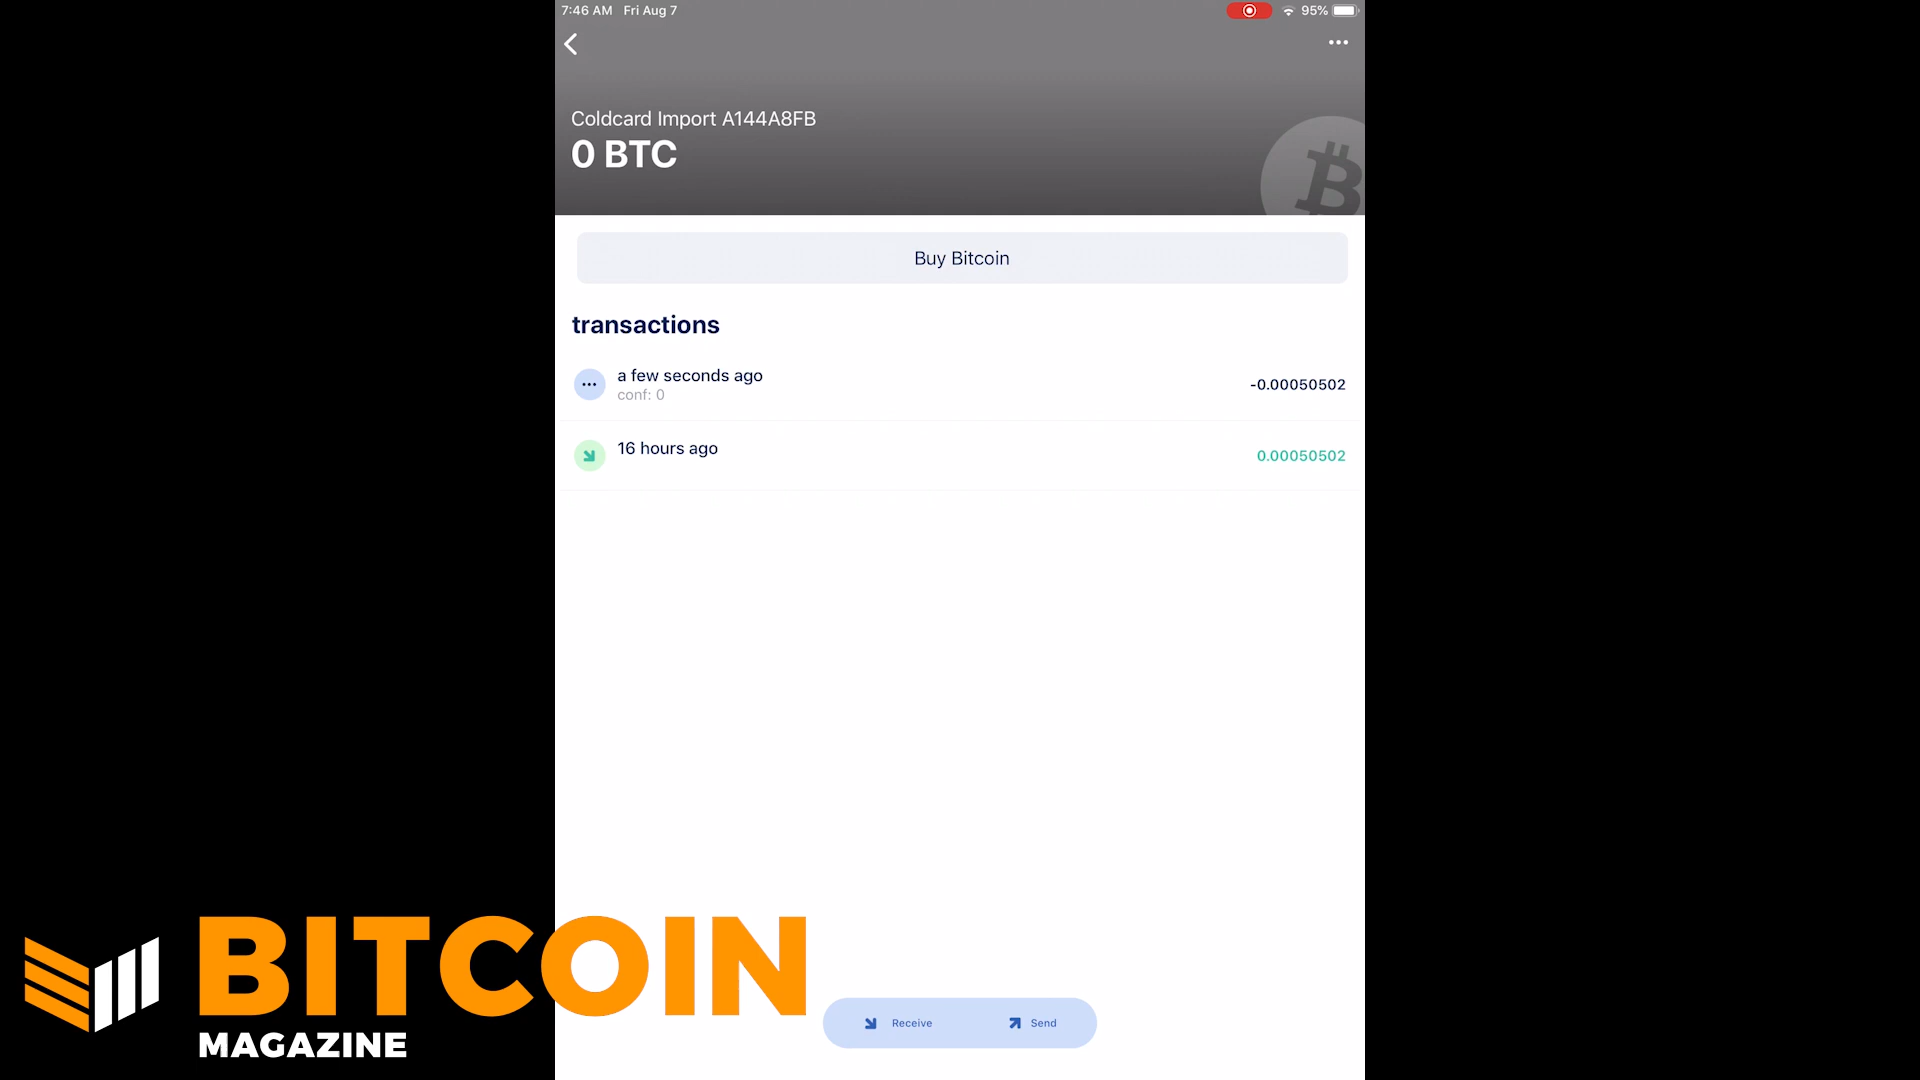 7:46 AM Fri Aug 7
95%
Coldcard Import A144A8FB
0 BTC
Buy Bitcoin
transactions
a few seconds ago
conf: 0
-0.00050502
16 hours ago
0.00050502
BITCOIN
MAGAZINE
Receive
Send